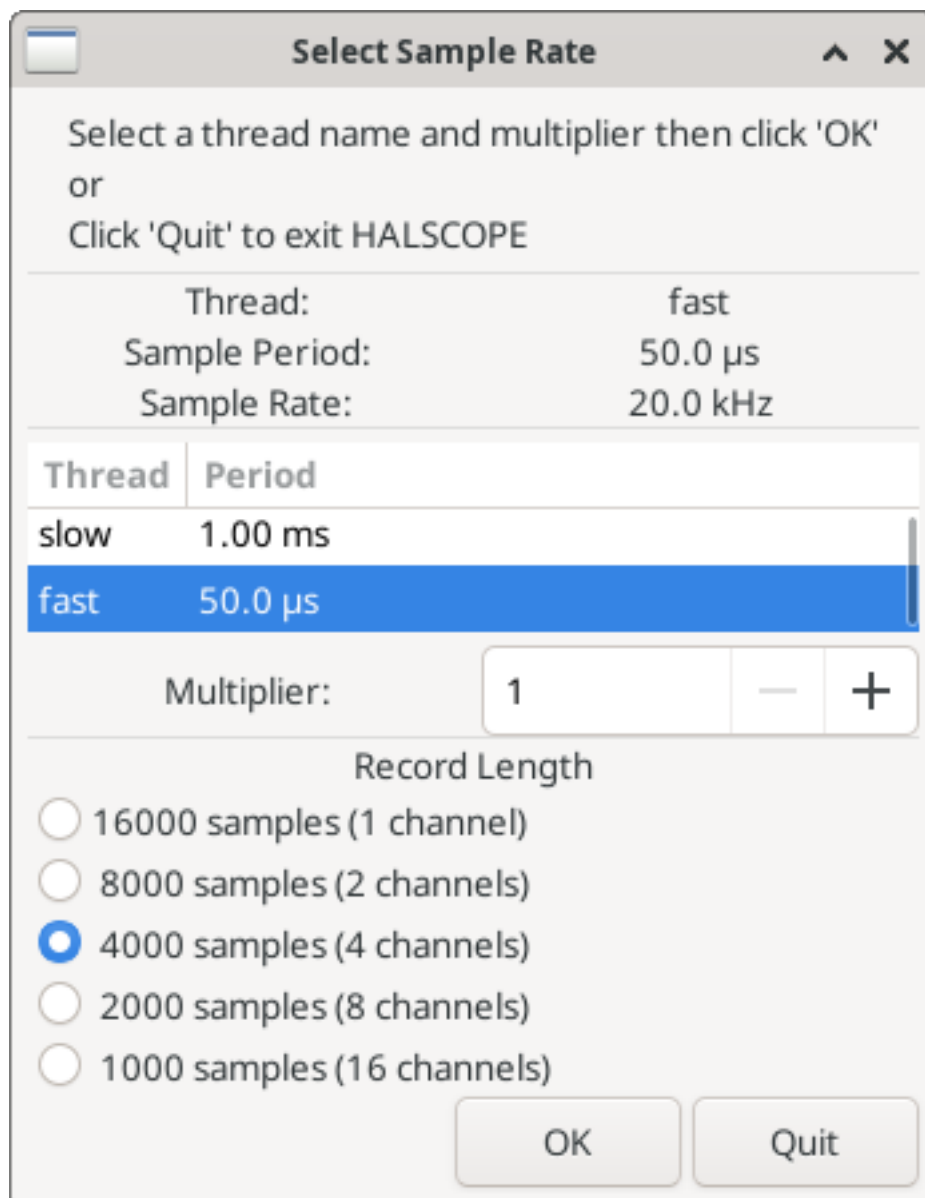 Select Sample Rate
Select a thread name and multiplier then click 'OK'
or
Click 'Quit' to exit HALSCOPE
Thread: fast
Sample Period: 50.0 µs
Sample Rate: 20.0 kHz
Thread Period
slow 1.00 ms
fast 50.0 µs
Multiplier: 1
Record Length
16000 samples (1 channel)
8000 samples (2 channels)
4000 samples (4 channels)
2000 samples (8 channels)
1000 samples (16 channels)
OK Quit